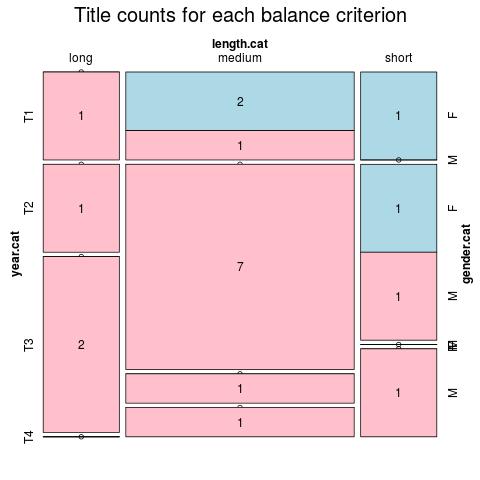 Title counts for each balance criterion
length.cat
long medium short
T1 1 2 1 F
1 M
T2 1 7 1 F
year.cat gender.cat
1 M
T3 2 M
1 1 M
T4 1